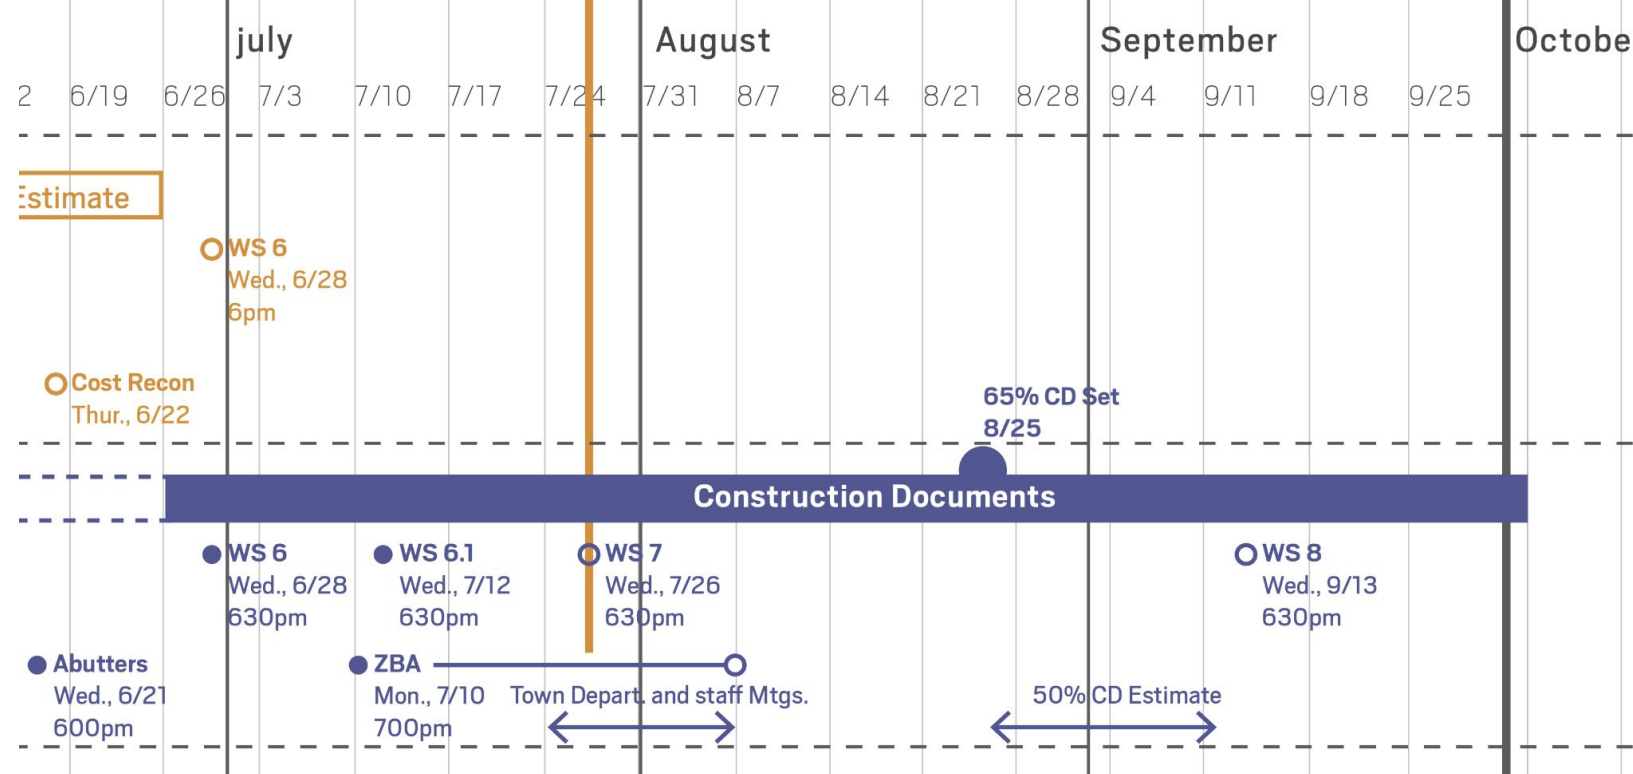 july August September Octobe
2 6/19 6/26 7/3 7/10 7/17 7/24 7/31 8/7 8/14 8/21 8/28 9/4 9/11 9/18 9/25
Estimate
WS 6
Wed., 6/28
6pm
Cost Recon
Thur., 6/22
65% CD Set
8/25
Construction Documents
WS 6
Wed., 6/28
630pm
WS 6.1
Wed., 7/12
630pm
WS 7
Wed., 7/26
630pm
WS 8
Wed., 9/13
630pm
Abutters
Wed., 6/21
600pm
ZBA
Mon., 7/10
700pm
Town Depart. and staff Mtgs.
50% CD Estimate